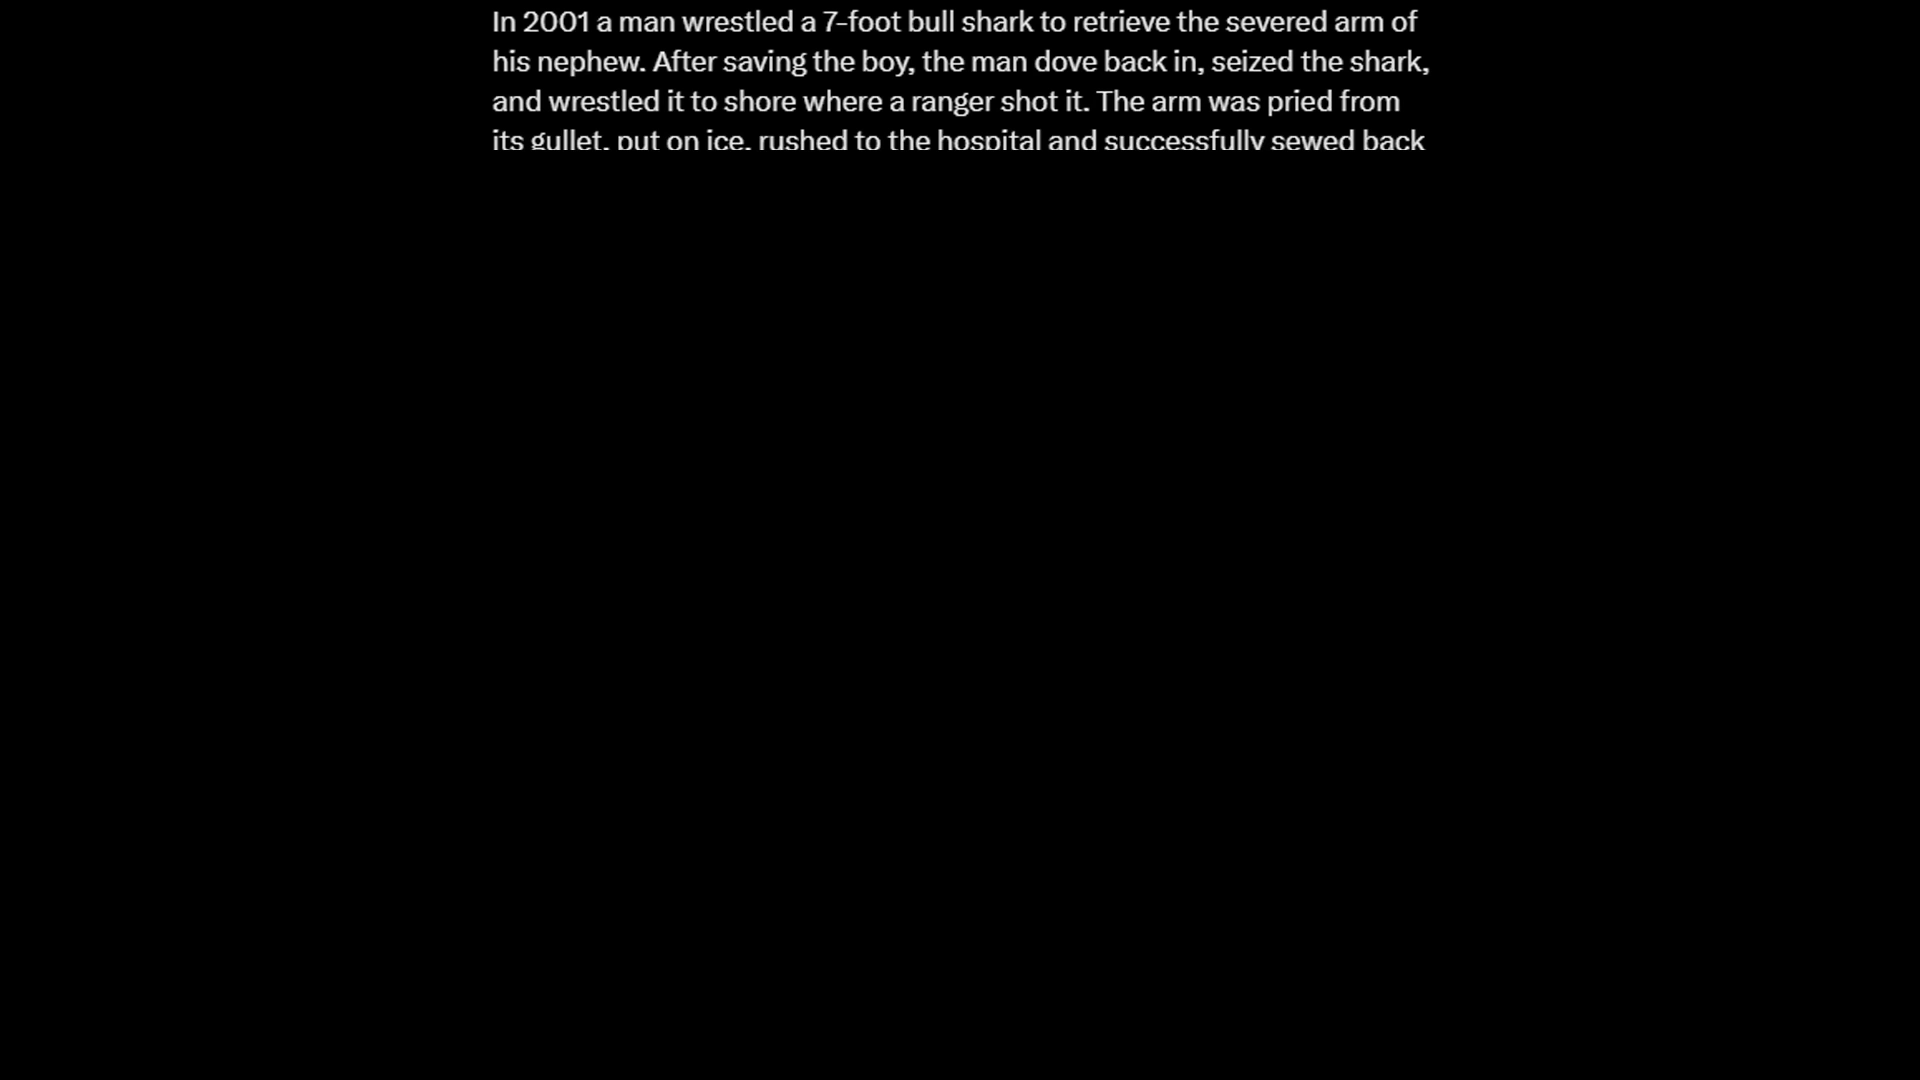 In 2001 a man wrestled a 7-foot bull shark to retrieve the severed arm of
his nephew. After saving the boy, the man dove back in, seized the shark,
and wrestled it to shore where a ranger shot it. The arm was pried from
its gullet, put on ice, rushed to the hospital and successfully sewed back